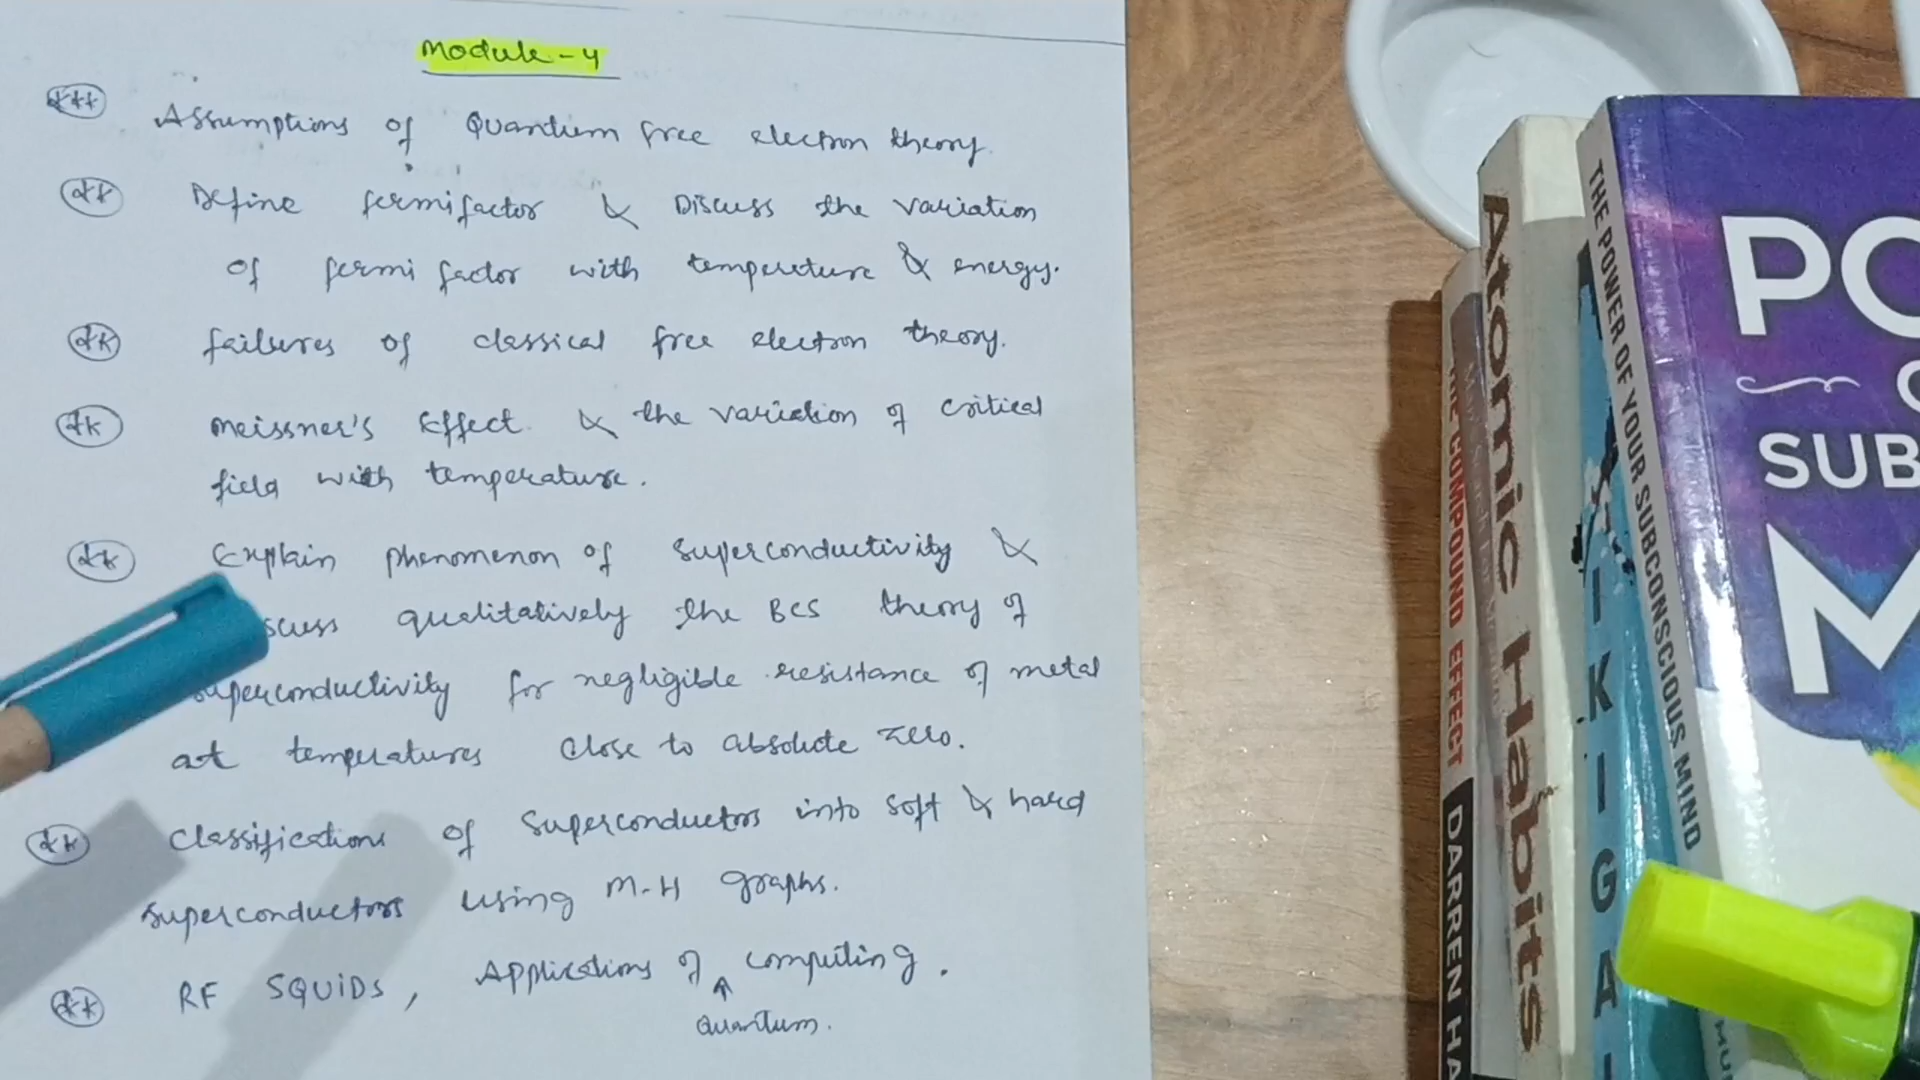 Module-4
*** Assumptions of Quantum free electron theory.
** Define fermifactor & Discuss the variation
of fermi factor with temperature & energy.
** failures of classical free electron theory.
** Meissner's Effect & the variation of critical
field with temperature.
** Explain phenomenon of superconductivity &
scuss qualitatively the BCS theory of
superconductivity for negligible resistance of metal
at temperatures close to absolute zero.
** Classifications of superconductors into soft & hard
superconductors using M-H graphs.
** RF SQUIDS, Applications of ^ computing.
Quantum.
THE COMPOUND EFFECT
DARREN HA
Atomic Habits
IKIGAI
THE POWER OF YOUR SUBCONSCIOUS MIND
PO
SUB
M